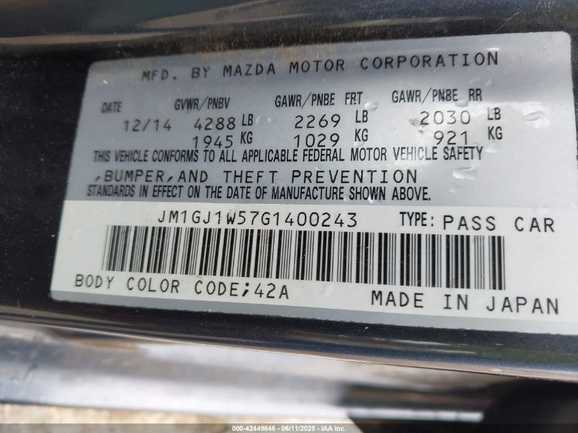 MFD. BY MAZDA MOTOR CORPORATION
DATE GVWR/PNBV GAWR/PNBE FRT GAWR/PNBE RR
12/14 4288 LB 2269 LB 2030 LB
1945 KG 1029 KG 921 KG
THIS VEHICLE CONFORMS TO ALL APPLICABLE FEDERAL MOTOR VEHICLE SAFETY
,BUMPER,AND THEFT PREVENTION
STANDARDS IN EFFECT ON THE DATE OF MANUFACTURE SHOWN ABOVE.
JM1GJ1W57G1400243 TYPE: PASS CAR
BODY COLOR CODE;42A MADE IN JAPAN
000-42449646 - 06/11/2025 - IAA Inc.